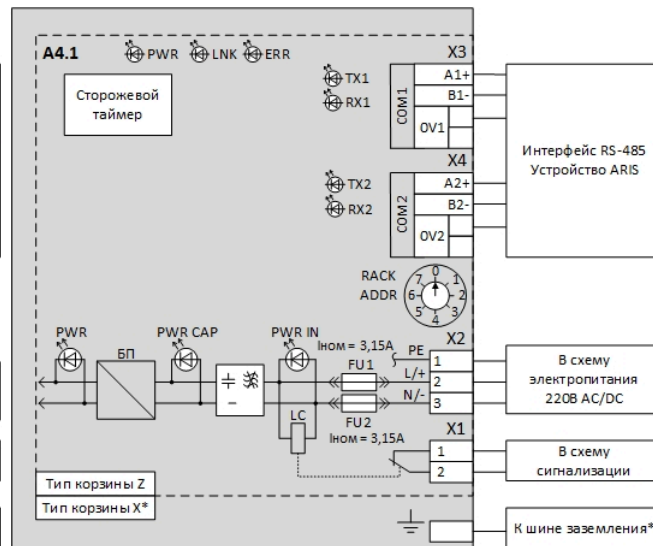 A4.1
PWR
LNK
ERR
Сторожевой
таймер
X3
TX1
RX1
COM1
A1+
B1-
0V1
X4
TX2
RX2
COM2
A2+
B2-
0V2
Интерфейс RS-485
Устройство ARIS
RACK
ADDR
0
1
2
3
4
5
6
7
PWR
БП
PWR CAP
PWR IN
Iном = 3,15А
FU1
FU2
Iном = 3,15А
LC
X2
PE
L/+
N/-
1
2
3
В схему
электропитания
220В AC/DC
X1
1
2
В схему
сигнализации
Тип корзины Z
Тип корзины X*
К шине заземления*